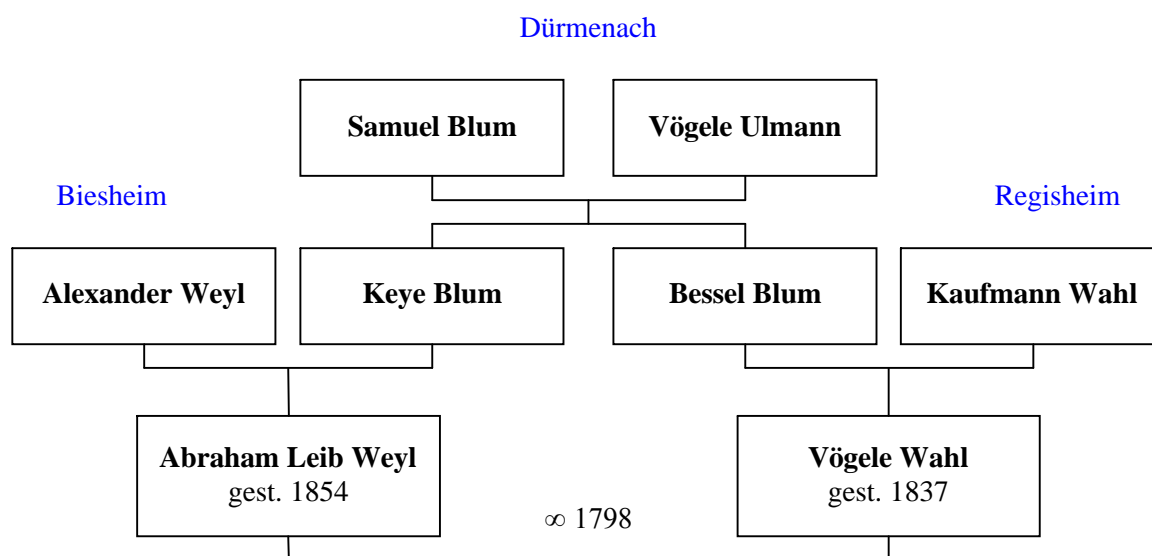 Dürmenach
Samuel Blum
Vögele Ulmann
Biesheim
Regisheim
Alexander Weyl
Keye Blum
Bessel Blum
Kaufmann Wahl
Abraham Leib Weyl
gest. 1854
Vögele Wahl
gest. 1837
∞ 1798